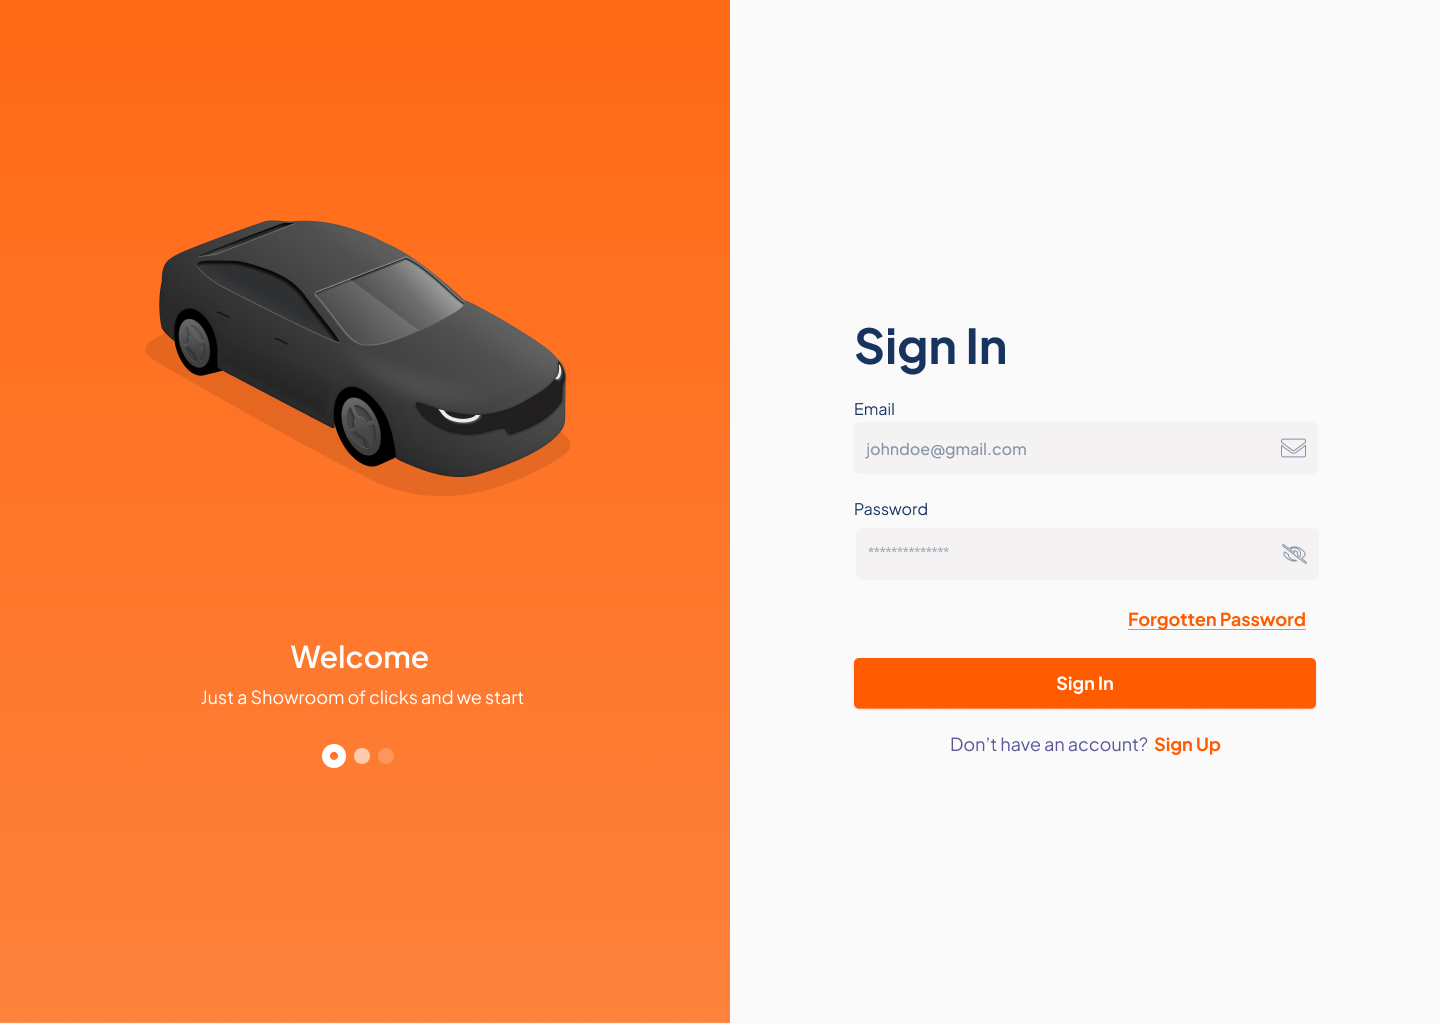 Welcome
Just a Showroom of clicks and we start
Sign In
Email
johndoe@gmail.com
Password
**************
Forgotten Password
Sign In
Don’t have an account? Sign Up